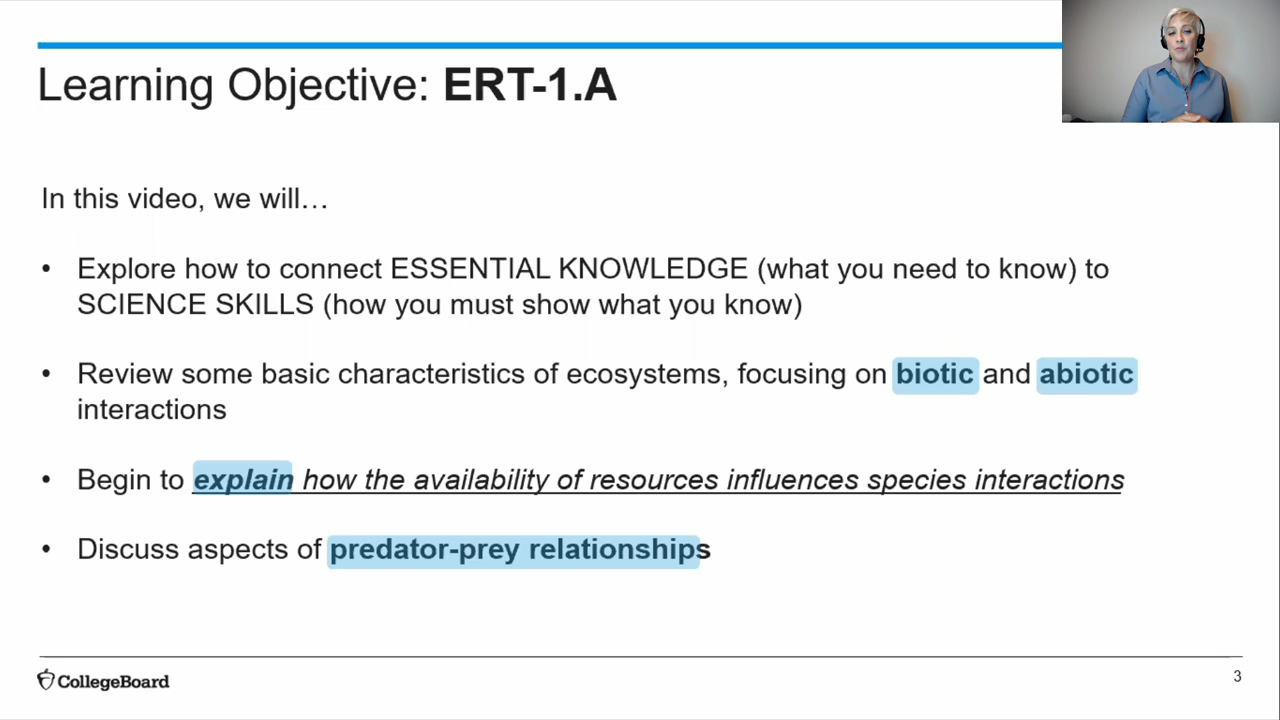 Learning Objective: ERT-1.A
In this video, we will…
• Explore how to connect ESSENTIAL KNOWLEDGE (what you need to know) to
SCIENCE SKILLS (how you must show what you know)
• Review some basic characteristics of ecosystems, focusing on biotic and abiotic
interactions
• Begin to explain how the availability of resources influences species interactions
• Discuss aspects of predator-prey relationships
CollegeBoard
3